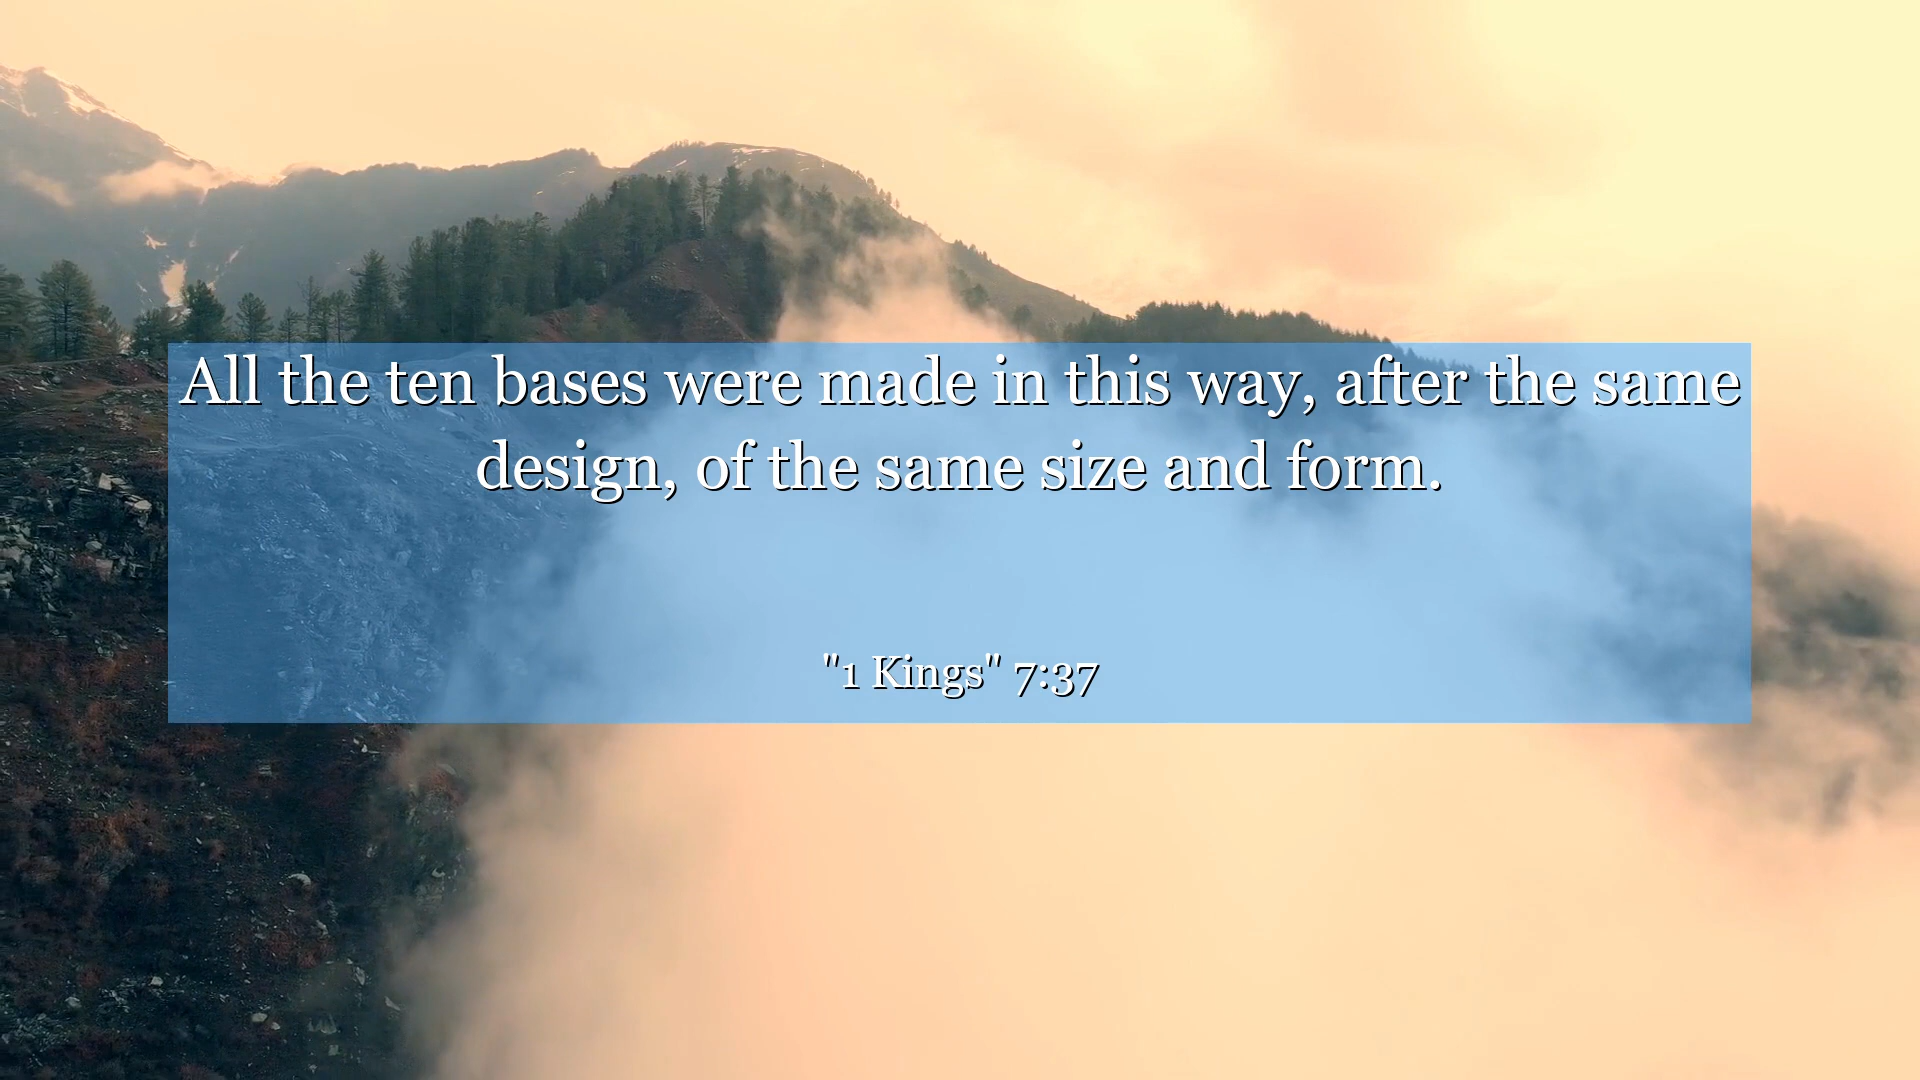 All the ten bases were made in this way, after the same
design, of the same size and form.
"1 Kings" 7:37